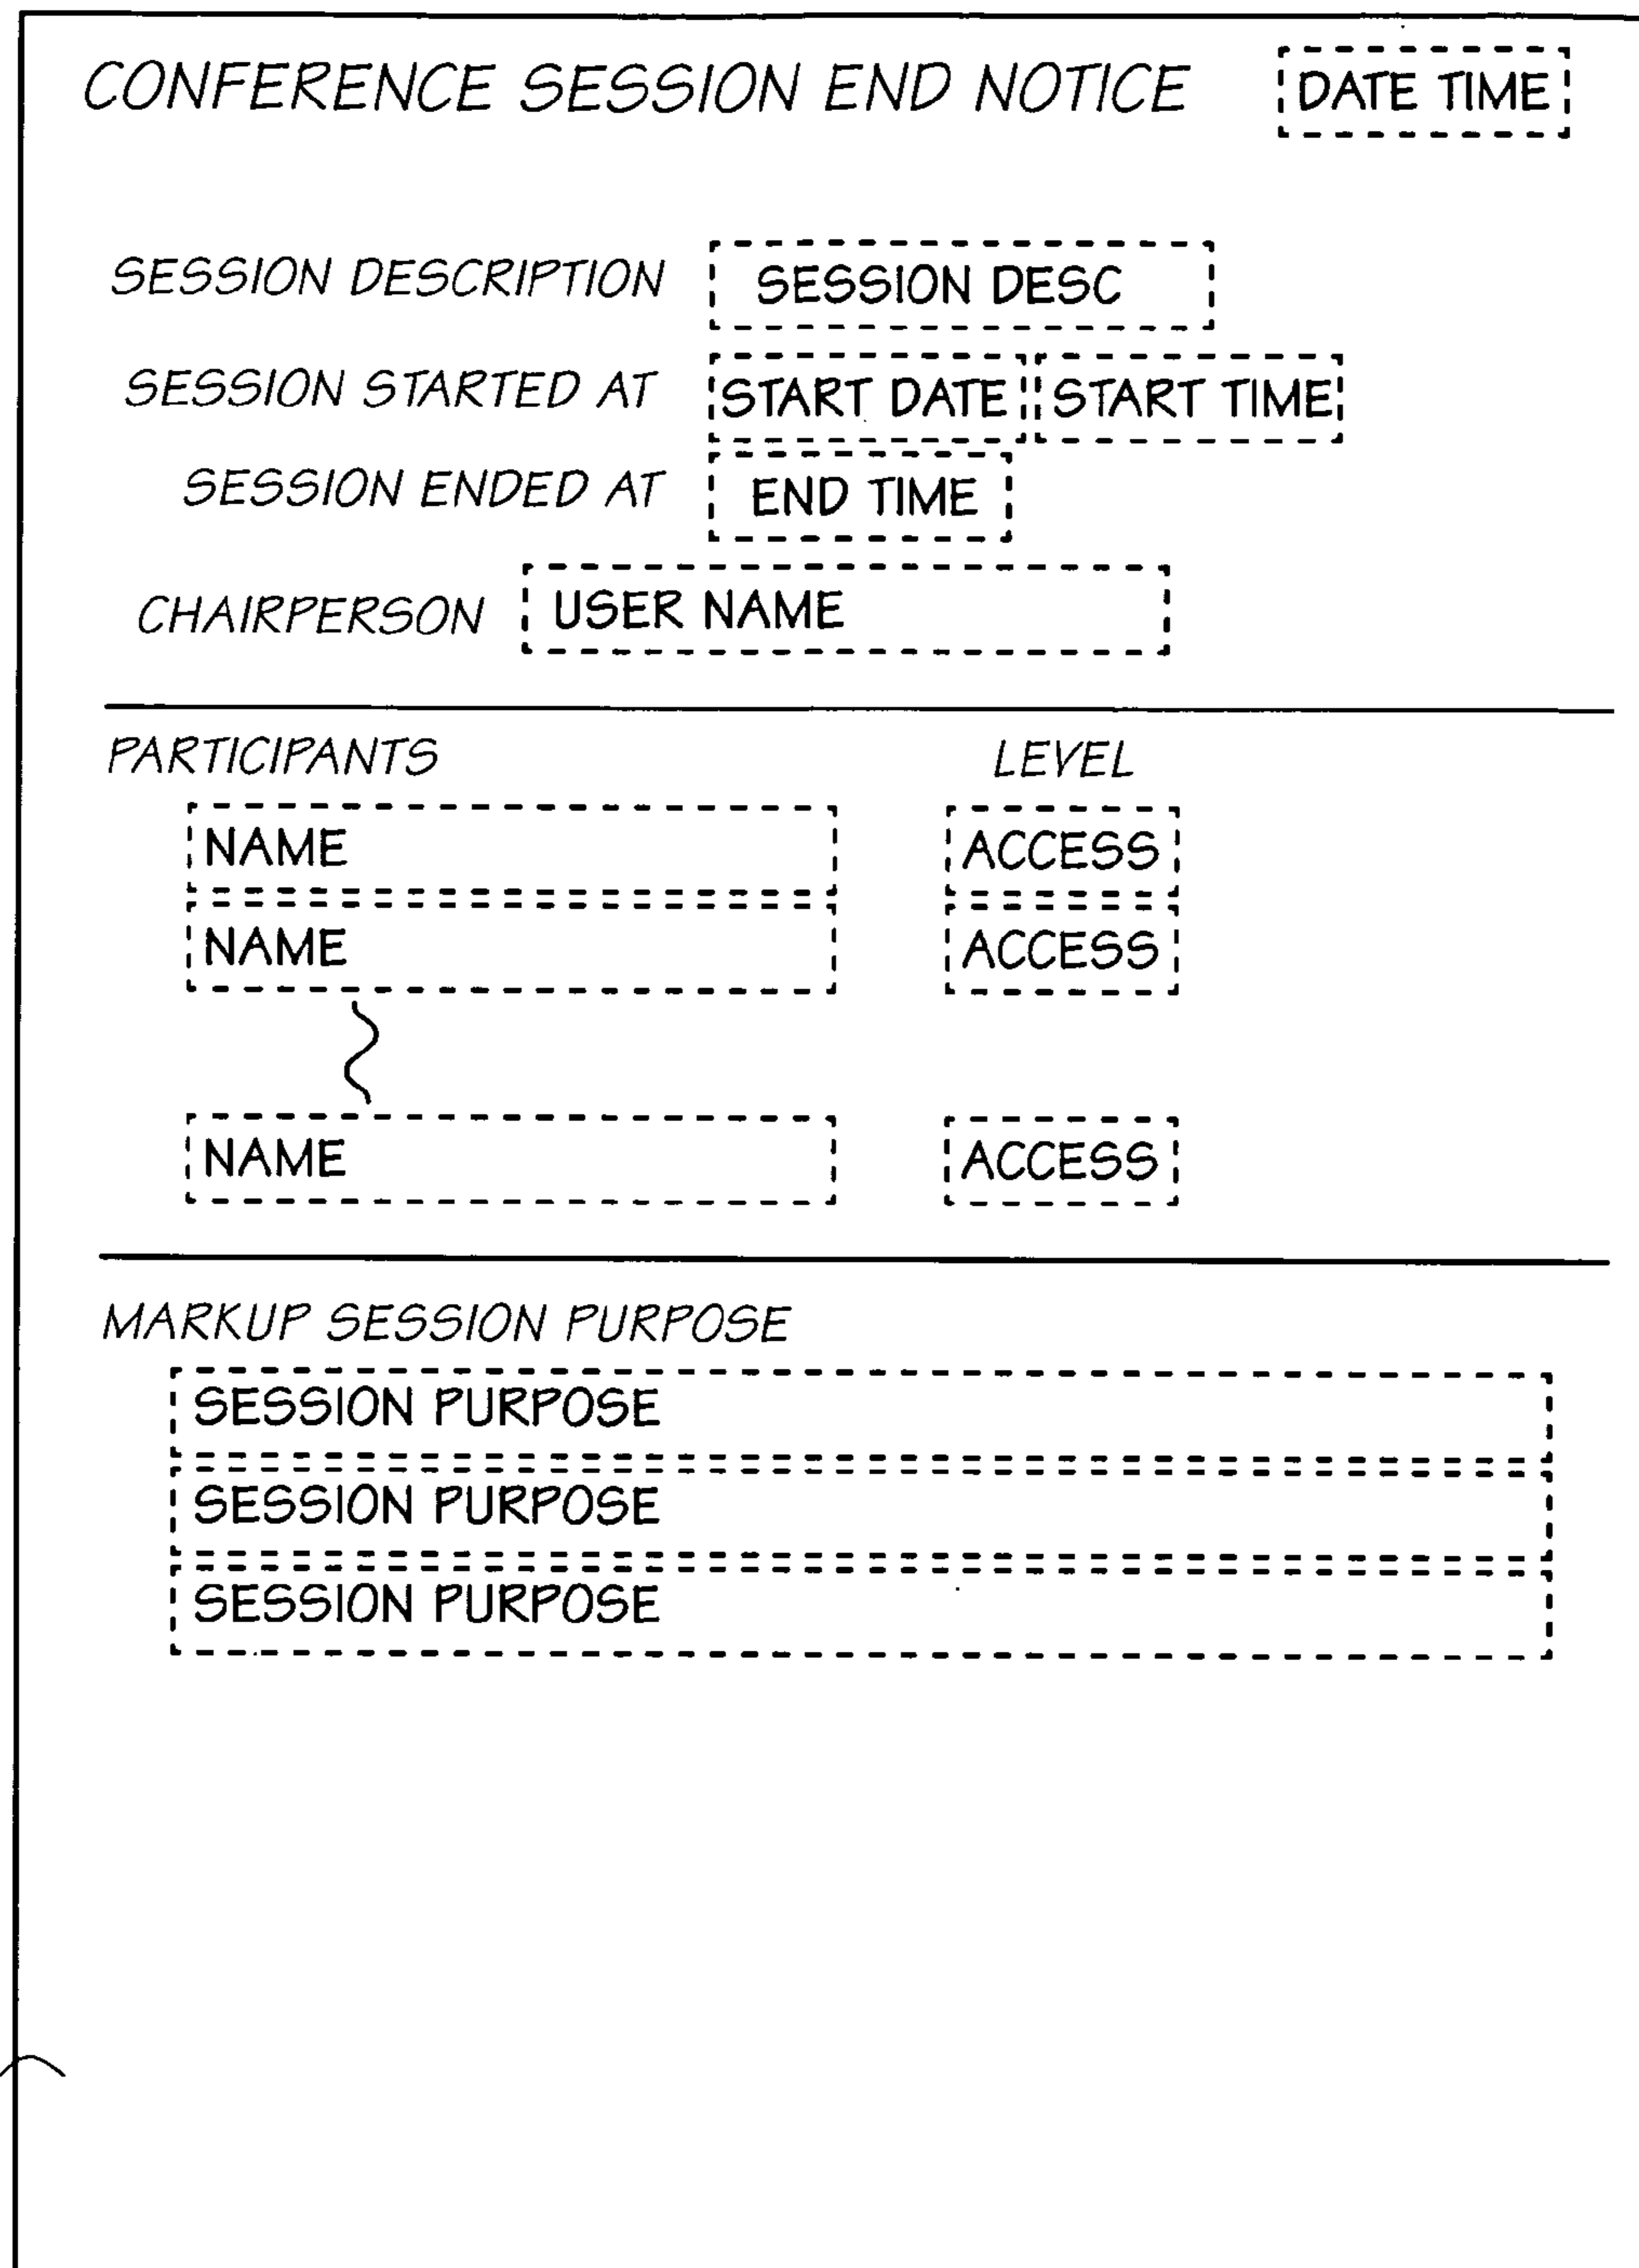 CONFERENCE SESSION END NOTICE DATE TIME
SESSION DESCRIPTION SESSION DESC
SESSION STARTED AT START DATE START TIME
SESSION ENDED AT END TIME
CHAIRPERSON USER NAME
PARTICIPANTS LEVEL
NAME ACCESS
NAME ACCESS
NAME ACCESS
MARKUP SESSION PURPOSE
SESSION PURPOSE
SESSION PURPOSE
SESSION PURPOSE